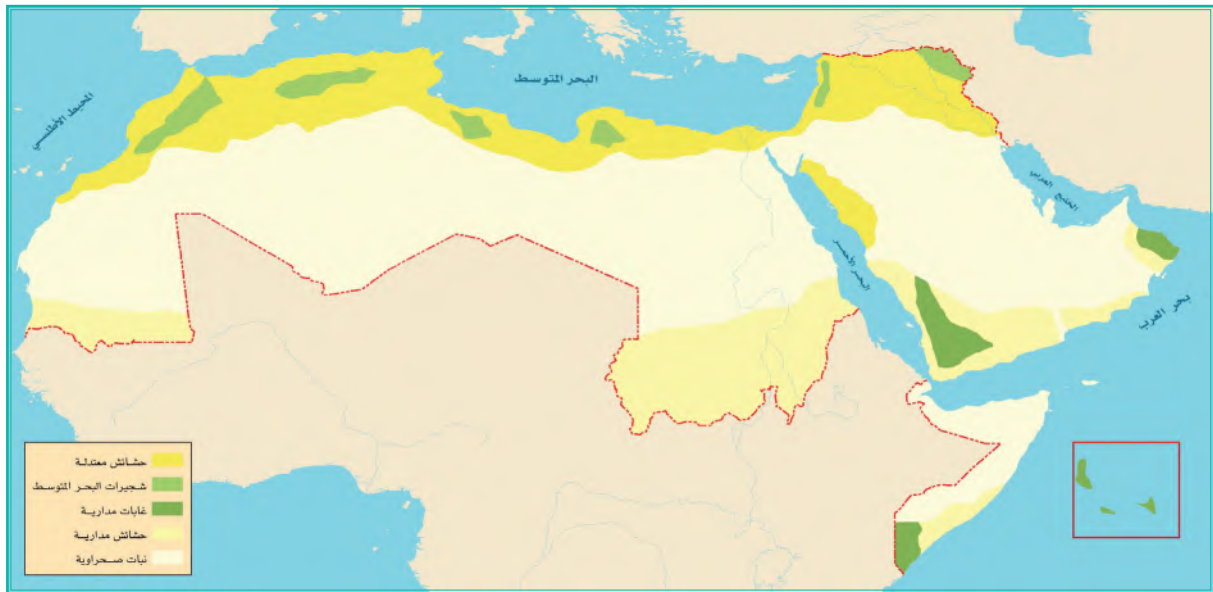 البحر المتوسط
المحيط الأطلسي
الخليج العربي
البحر الأحمر
بحر العرب
حشائش معتدلة
شجيرات البحر المتوسط
غابات مدارية
حشائش مدارية
نبات صحراوية